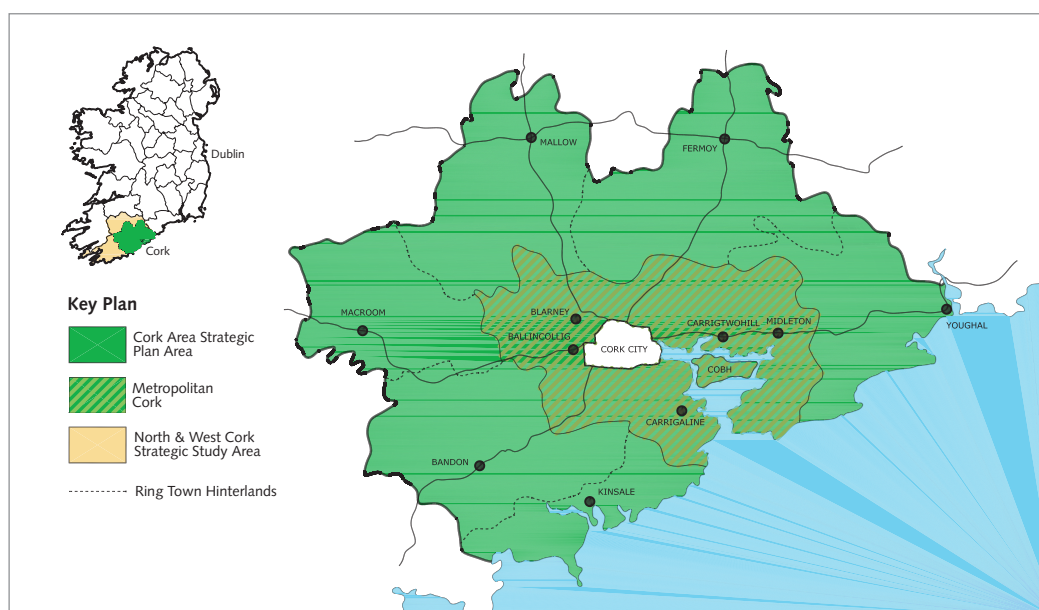 Dublin
Cork
Key Plan
Cork Area Strategic
Plan Area
Metropolitan
Cork
North & West Cork
Strategic Study Area
Ring Town Hinterlands
MALLOW
FERMOY
MACROOM
BLARNEY
BALLINCOLLIG
CORK CITY
CARRIGTWOHILL
MIDLETON
YOUGHAL
COBH
CARRIGALINE
BANDON
KINSALE